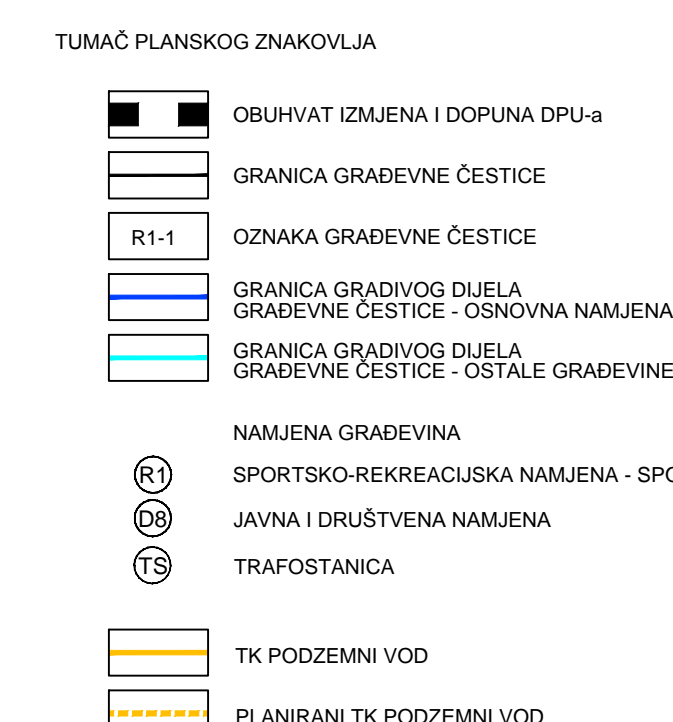 TUMAČ PLANSKOG ZNAKOVLJA
OBUHVAT IZMJENA I DOPUNA DPU-a
GRANICA GRAĐEVNE ČESTICE
R1-1 OZNAKA GRAĐEVNE ČESTICE
GRANICA GRADIVOG DIJELA
GRAĐEVNE ČESTICE - OSNOVNA NAMJENA
GRANICA GRADIVOG DIJELA
GRAĐEVNE ČESTICE - OSTALE GRAĐEVINE
NAMJENA GRAĐEVINA
R1 SPORTSKO-REKREACIJSKA NAMJENA -
D8 JAVNA I DRUŠTVENA NAMJENA
TS TRAFOSTANICA
TK PODZEMNI VOD
PLANIRANI TK PODZEMNI VOD